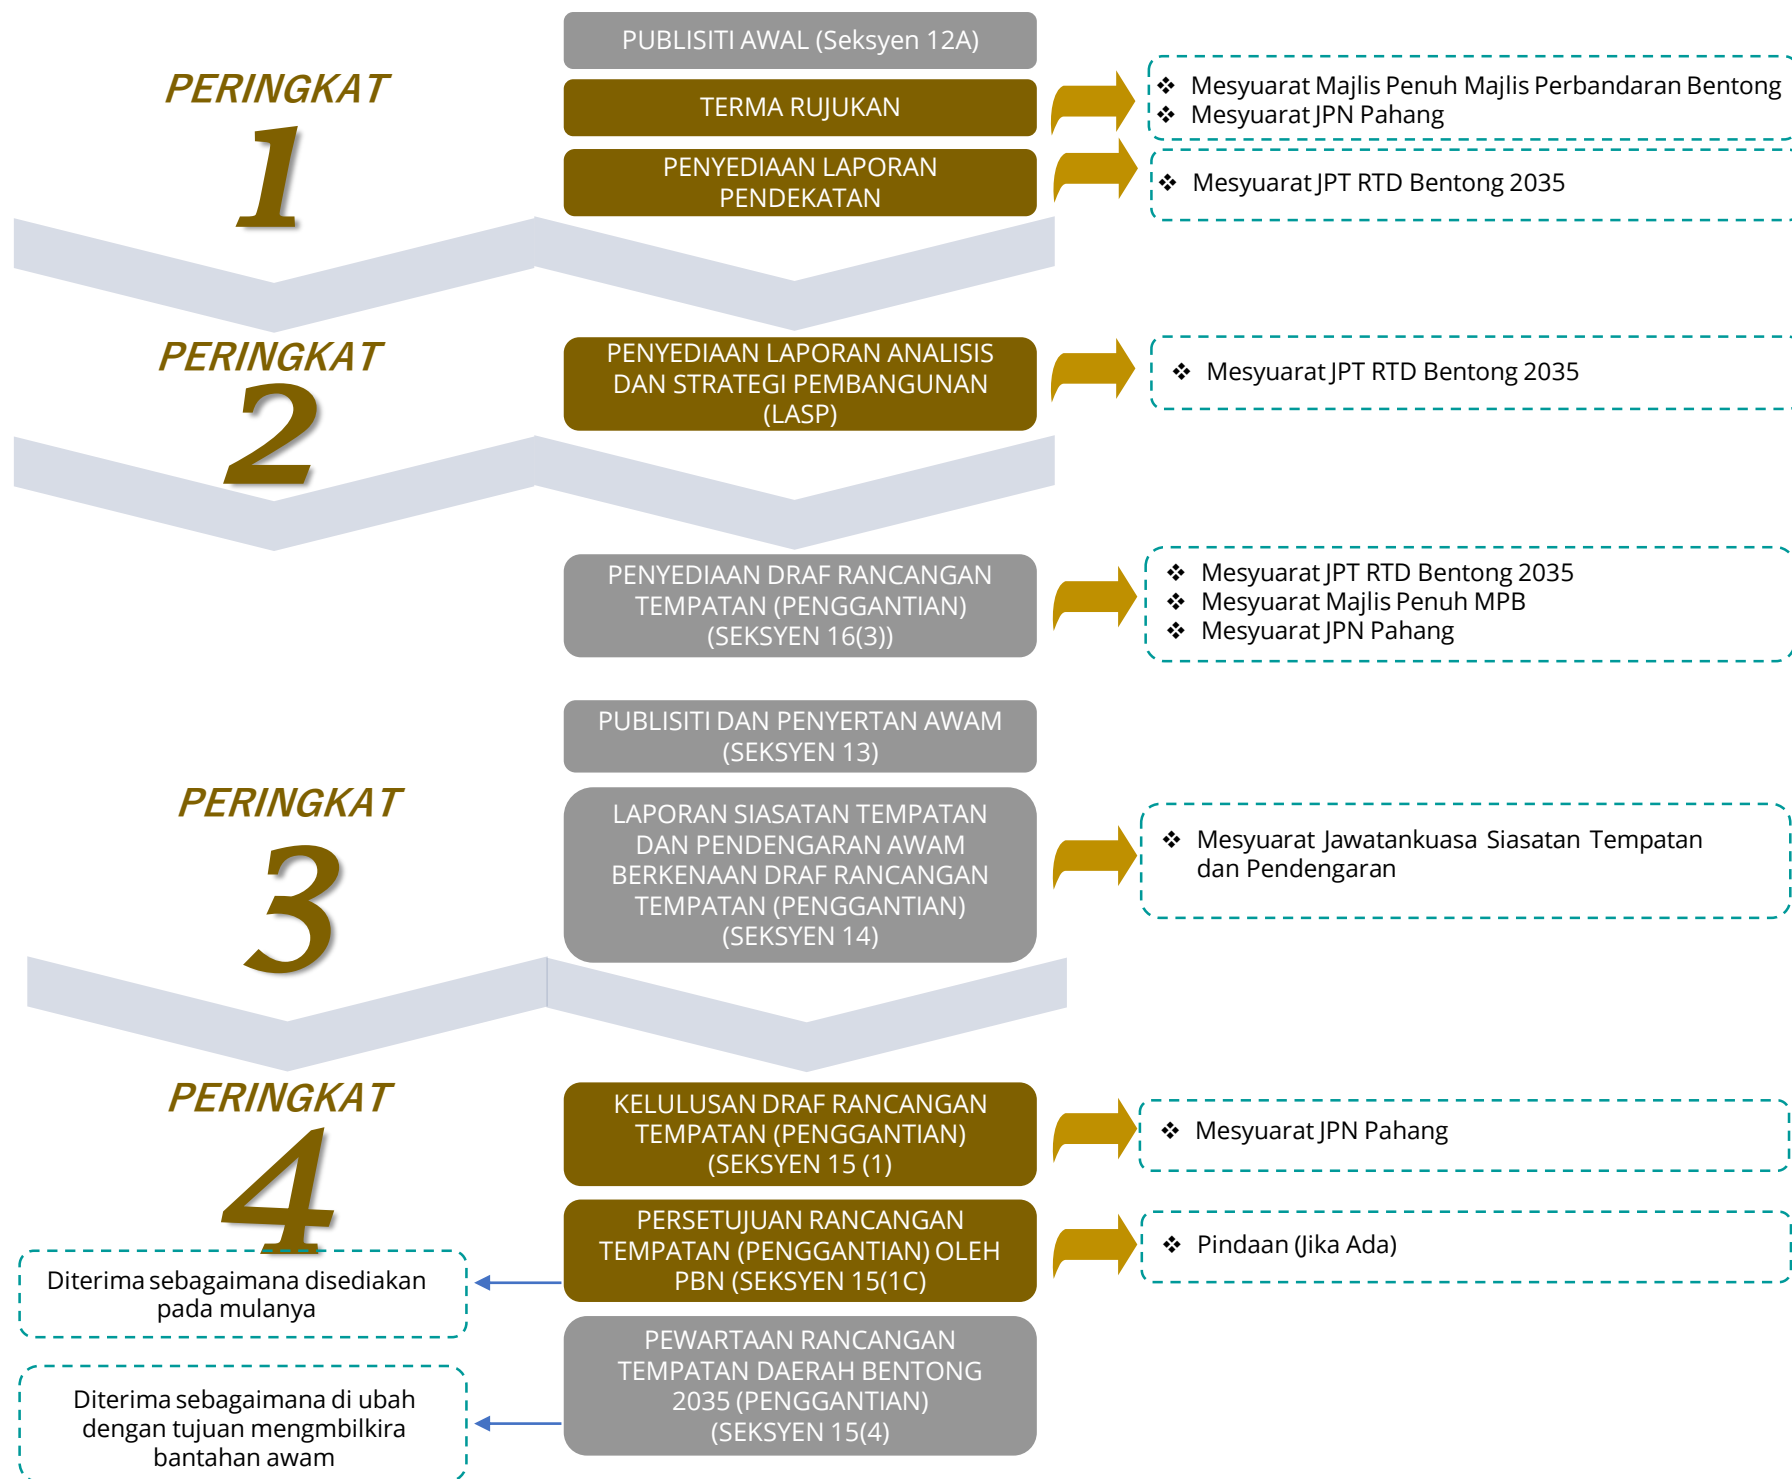 PUBLISITI AWAL (Seksyen 12A)
PERINGKAT
1
TERMA RUJUKAN
❖ Mesyuarat Majlis Penuh Majlis Perbandaran Bentong
❖ Mesyuarat JPN Pahang
PENYEDIAAN LAPORAN
PENDEKATAN
❖ Mesyuarat JPT RTD Bentong 2035
PERINGKAT
2
PENYEDIAAN LAPORAN ANALISIS
DAN STRATEGI PEMBANGUNAN
(LASP)
❖ Mesyuarat JPT RTD Bentong 2035
PENYEDIAAN DRAF RANCANGAN
TEMPATAN (PENGGANTIAN)
(SEKSYEN 16(3))
❖ Mesyuarat JPT RTD Bentong 2035
❖ Mesyuarat Majlis Penuh MPB
❖ Mesyuarat JPN Pahang
PUBLISITI DAN PENYERTAN AWAM
(SEKSYEN 13)
PERINGKAT
3
LAPORAN SIASATAN TEMPATAN
DAN PENDENGARAN AWAM
BERKENAAN DRAF RANCANGAN
TEMPATAN (PENGGANTIAN)
(SEKSYEN 14)
❖ Mesyuarat Jawatankuasa Siasatan Tempatan
dan Pendengaran
PERINGKAT
4
KELULUSAN DRAF RANCANGAN
TEMPATAN (PENGGANTIAN)
(SEKSYEN 15 (1)
❖ Mesyuarat JPN Pahang
PERSETUJUAN RANCANGAN
TEMPATAN (PENGGANTIAN) OLEH
PBN (SEKSYEN 15(1C)
❖ Pindaan (Jika Ada)
Diterima sebagaimana disediakan
pada mulanya
PEWARTAAN RANCANGAN
TEMPATAN DAERAH BENTONG
2035 (PENGGANTIAN)
(SEKSYEN 15(4)
Diterima sebagaimana di ubah
dengan tujuan mengmbilkira
bantahan awam